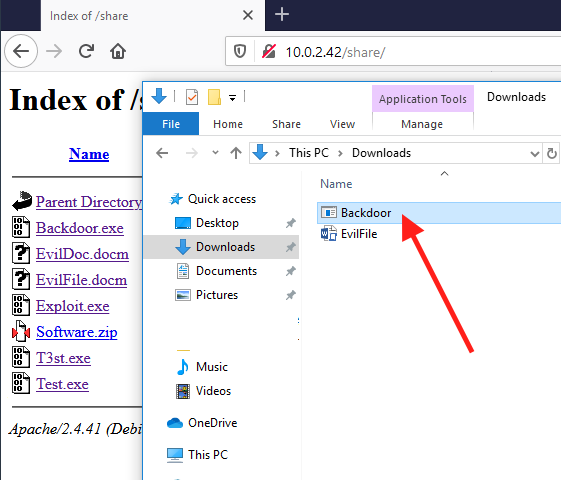 Index of /share
10.0.2.42/share/
Index of /s
Name
Parent Directory
Backdoor.exe
EvilDoc.docm
EvilFile.docm
Exploit.exe
Software.zip
T3st.exe
Test.exe
Apache/2.4.41 (Debi
Application Tools
Downloads
File
Home
Share
View
Manage
This PC
Downloads
Quick access
Desktop
Downloads
Documents
Pictures
Music
Videos
OneDrive
This PC
Name
Backdoor
EvilFile